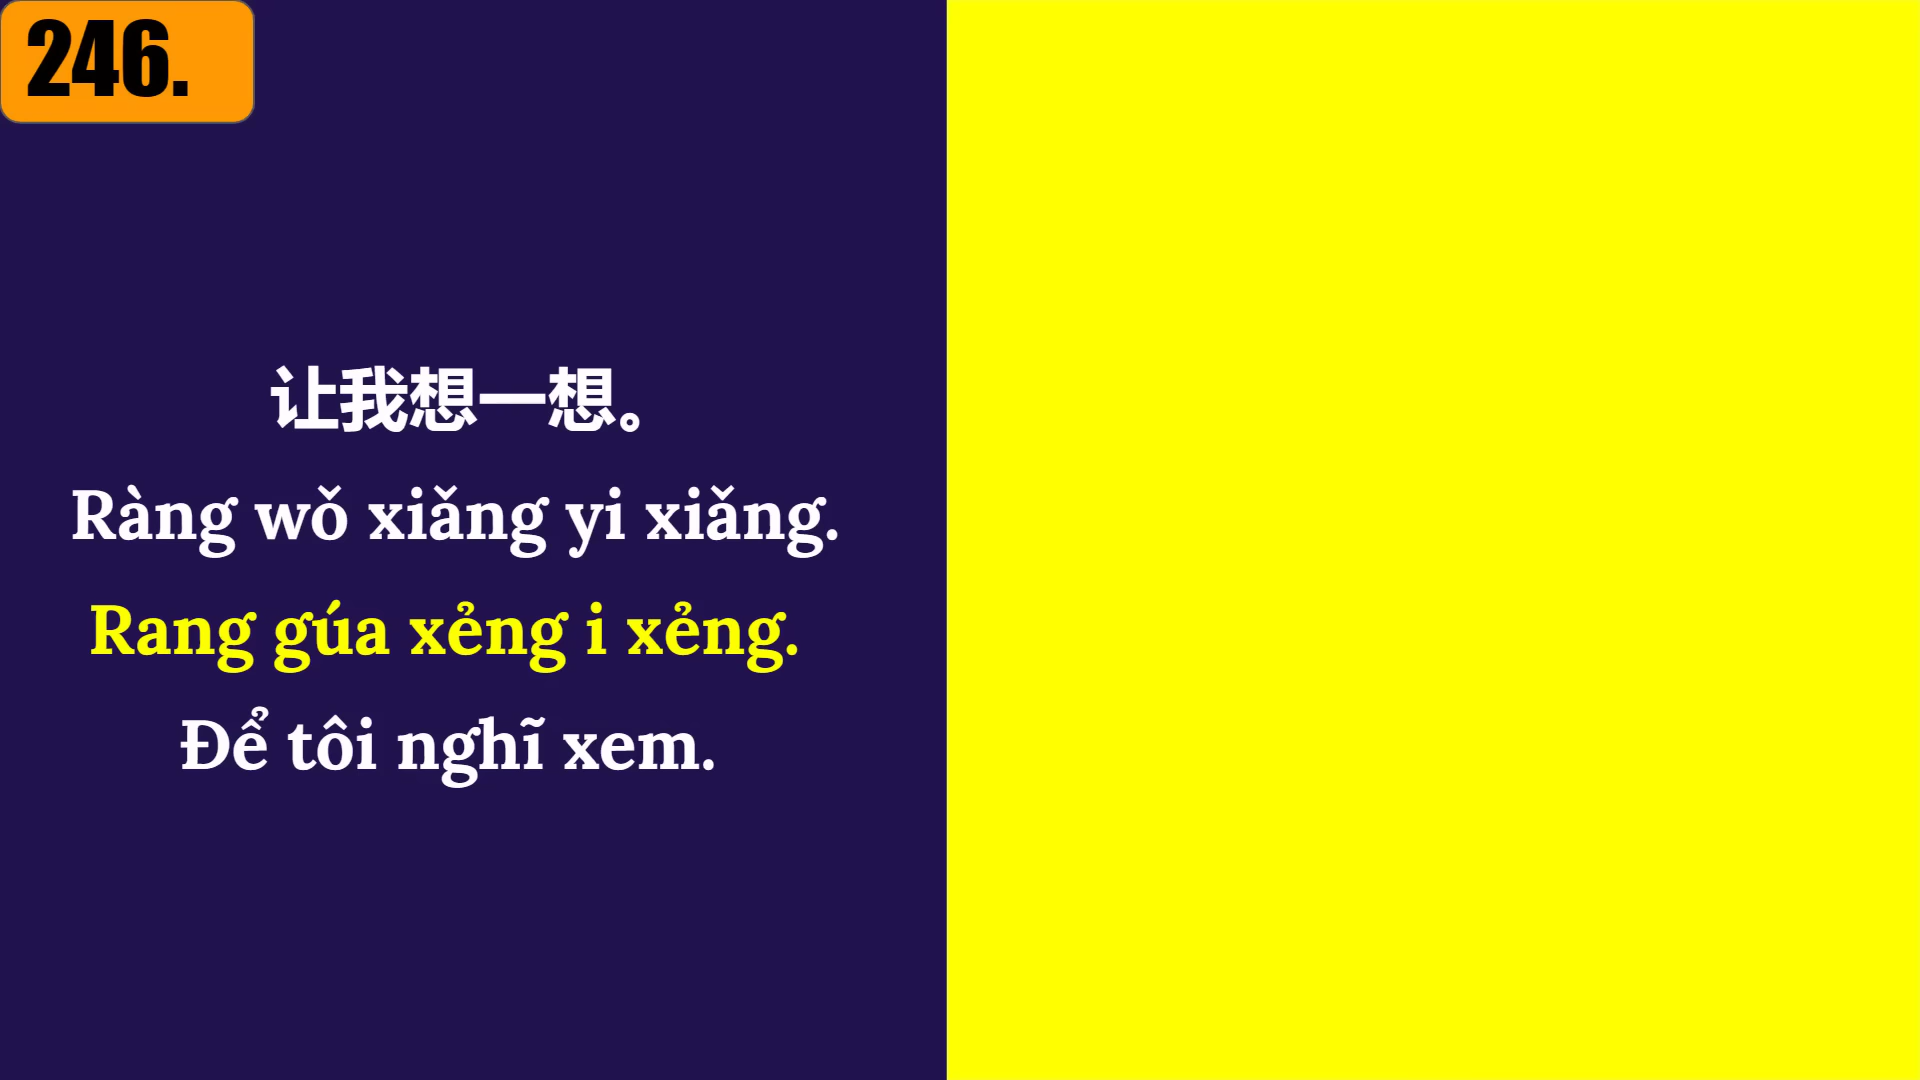 246.
让我想一想。
Ràng wǒ xiǎng yi xiǎng.
Rang gúa xẻng i xẻng.
Để tôi nghĩ xem.